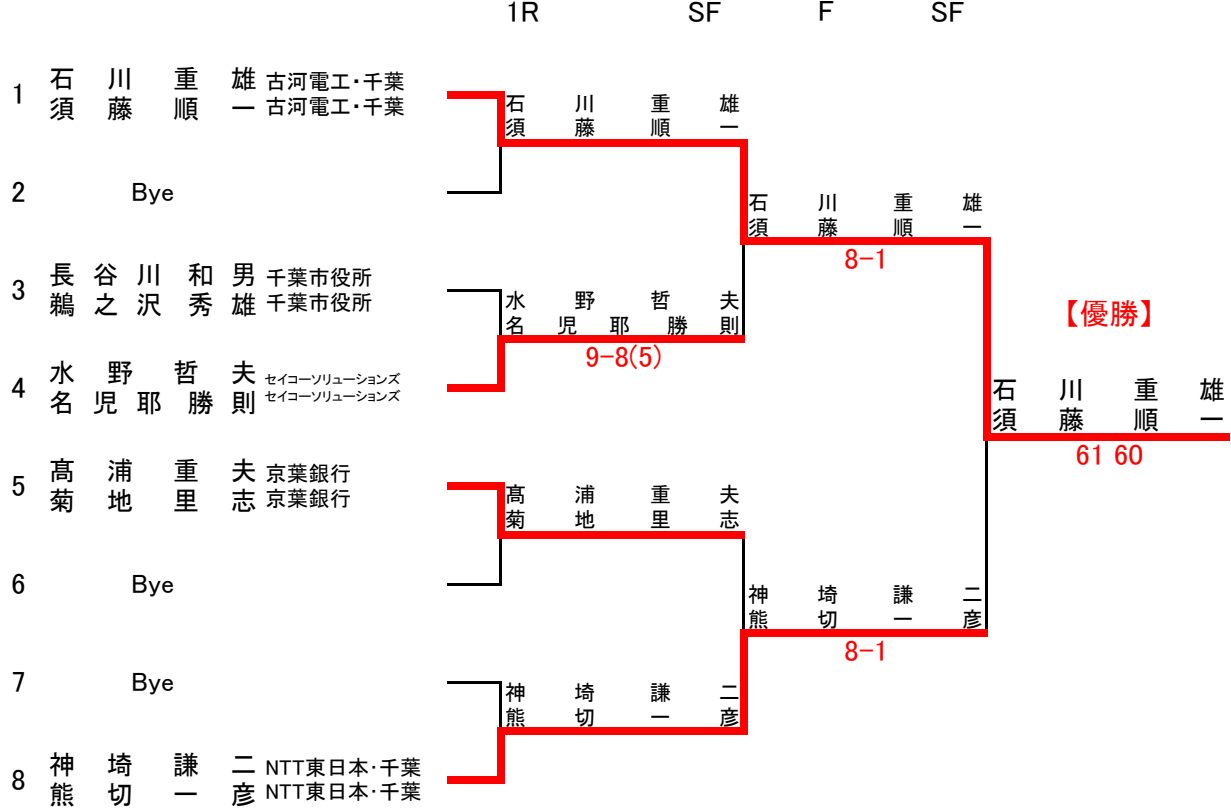 1R SF F SF
1 石川重雄 古河電工・千葉
須藤順一 古河電工・千葉
石川重雄
須藤順一
2 Bye
石川重雄
須藤順一
8-1
3 長谷川和男 千葉市役所
鵜之沢秀雄 千葉市役所
水野哲夫
名児耶勝則
9-8(5)
【優勝】
4 水野哲夫 セイコーソリューションズ
名児耶勝則 セイコーソリューションズ
石川重雄
須藤順一
61 60
5 髙浦重夫 京葉銀行
菊地里志 京葉銀行
髙浦重夫
菊地里志
6 Bye
神埼謙二
熊切一彦
8-1
7 Bye
神埼謙二
熊切一彦
8 神埼謙二 NTT東日本・千葉
熊切一彦 NTT東日本・千葉